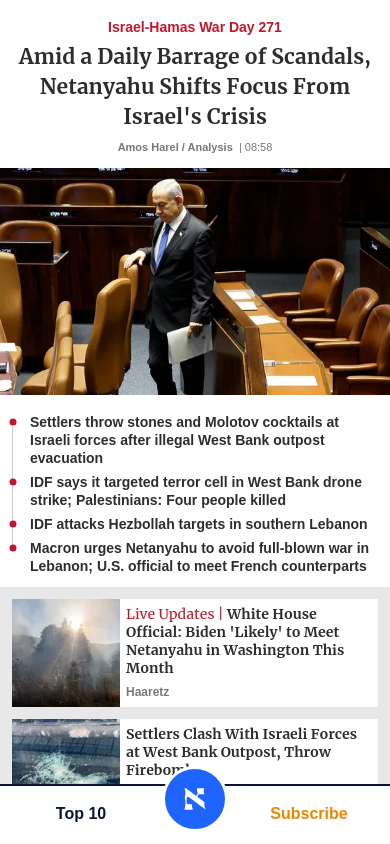 Israel-Hamas War Day 271
Amid a Daily Barrage of Scandals,
Netanyahu Shifts Focus From
Israel's Crisis
Amos Harel / Analysis | 08:58
Settlers throw stones and Molotov cocktails at
Israeli forces after illegal West Bank outpost
evacuation
IDF says it targeted terror cell in West Bank drone
strike; Palestinians: Four people killed
IDF attacks Hezbollah targets in southern Lebanon
Macron urges Netanyahu to avoid full-blown war in
Lebanon; U.S. official to meet French counterparts
Live Updates | White House
Official: Biden 'Likely' to Meet
Netanyahu in Washington This
Month
Haaretz
Settlers Clash With Israeli Forces
at West Bank Outpost, Throw
Top 10
Subscribe